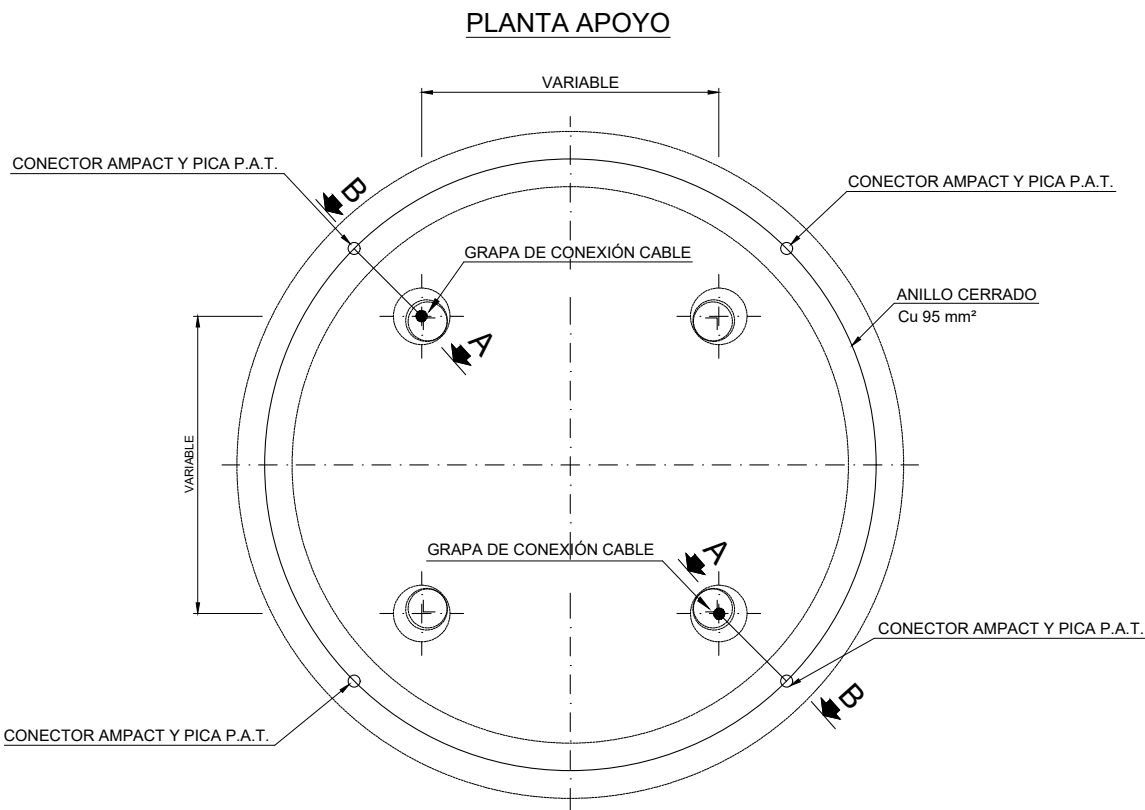 PLANTA APOYO
VARIABLE
CONECTOR AMPACT Y PICA P.A.T.
CONECTOR AMPACT Y PICA P.A.T.
B
GRAPA DE CONEXIÓN CABLE
ANILLO CERRADO
Cu 95 mm²
A
VARIABLE
GRAPA DE CONEXIÓN CABLE
A
CONECTOR AMPACT Y PICA P.A.T.
B
CONECTOR AMPACT Y PICA P.A.T.